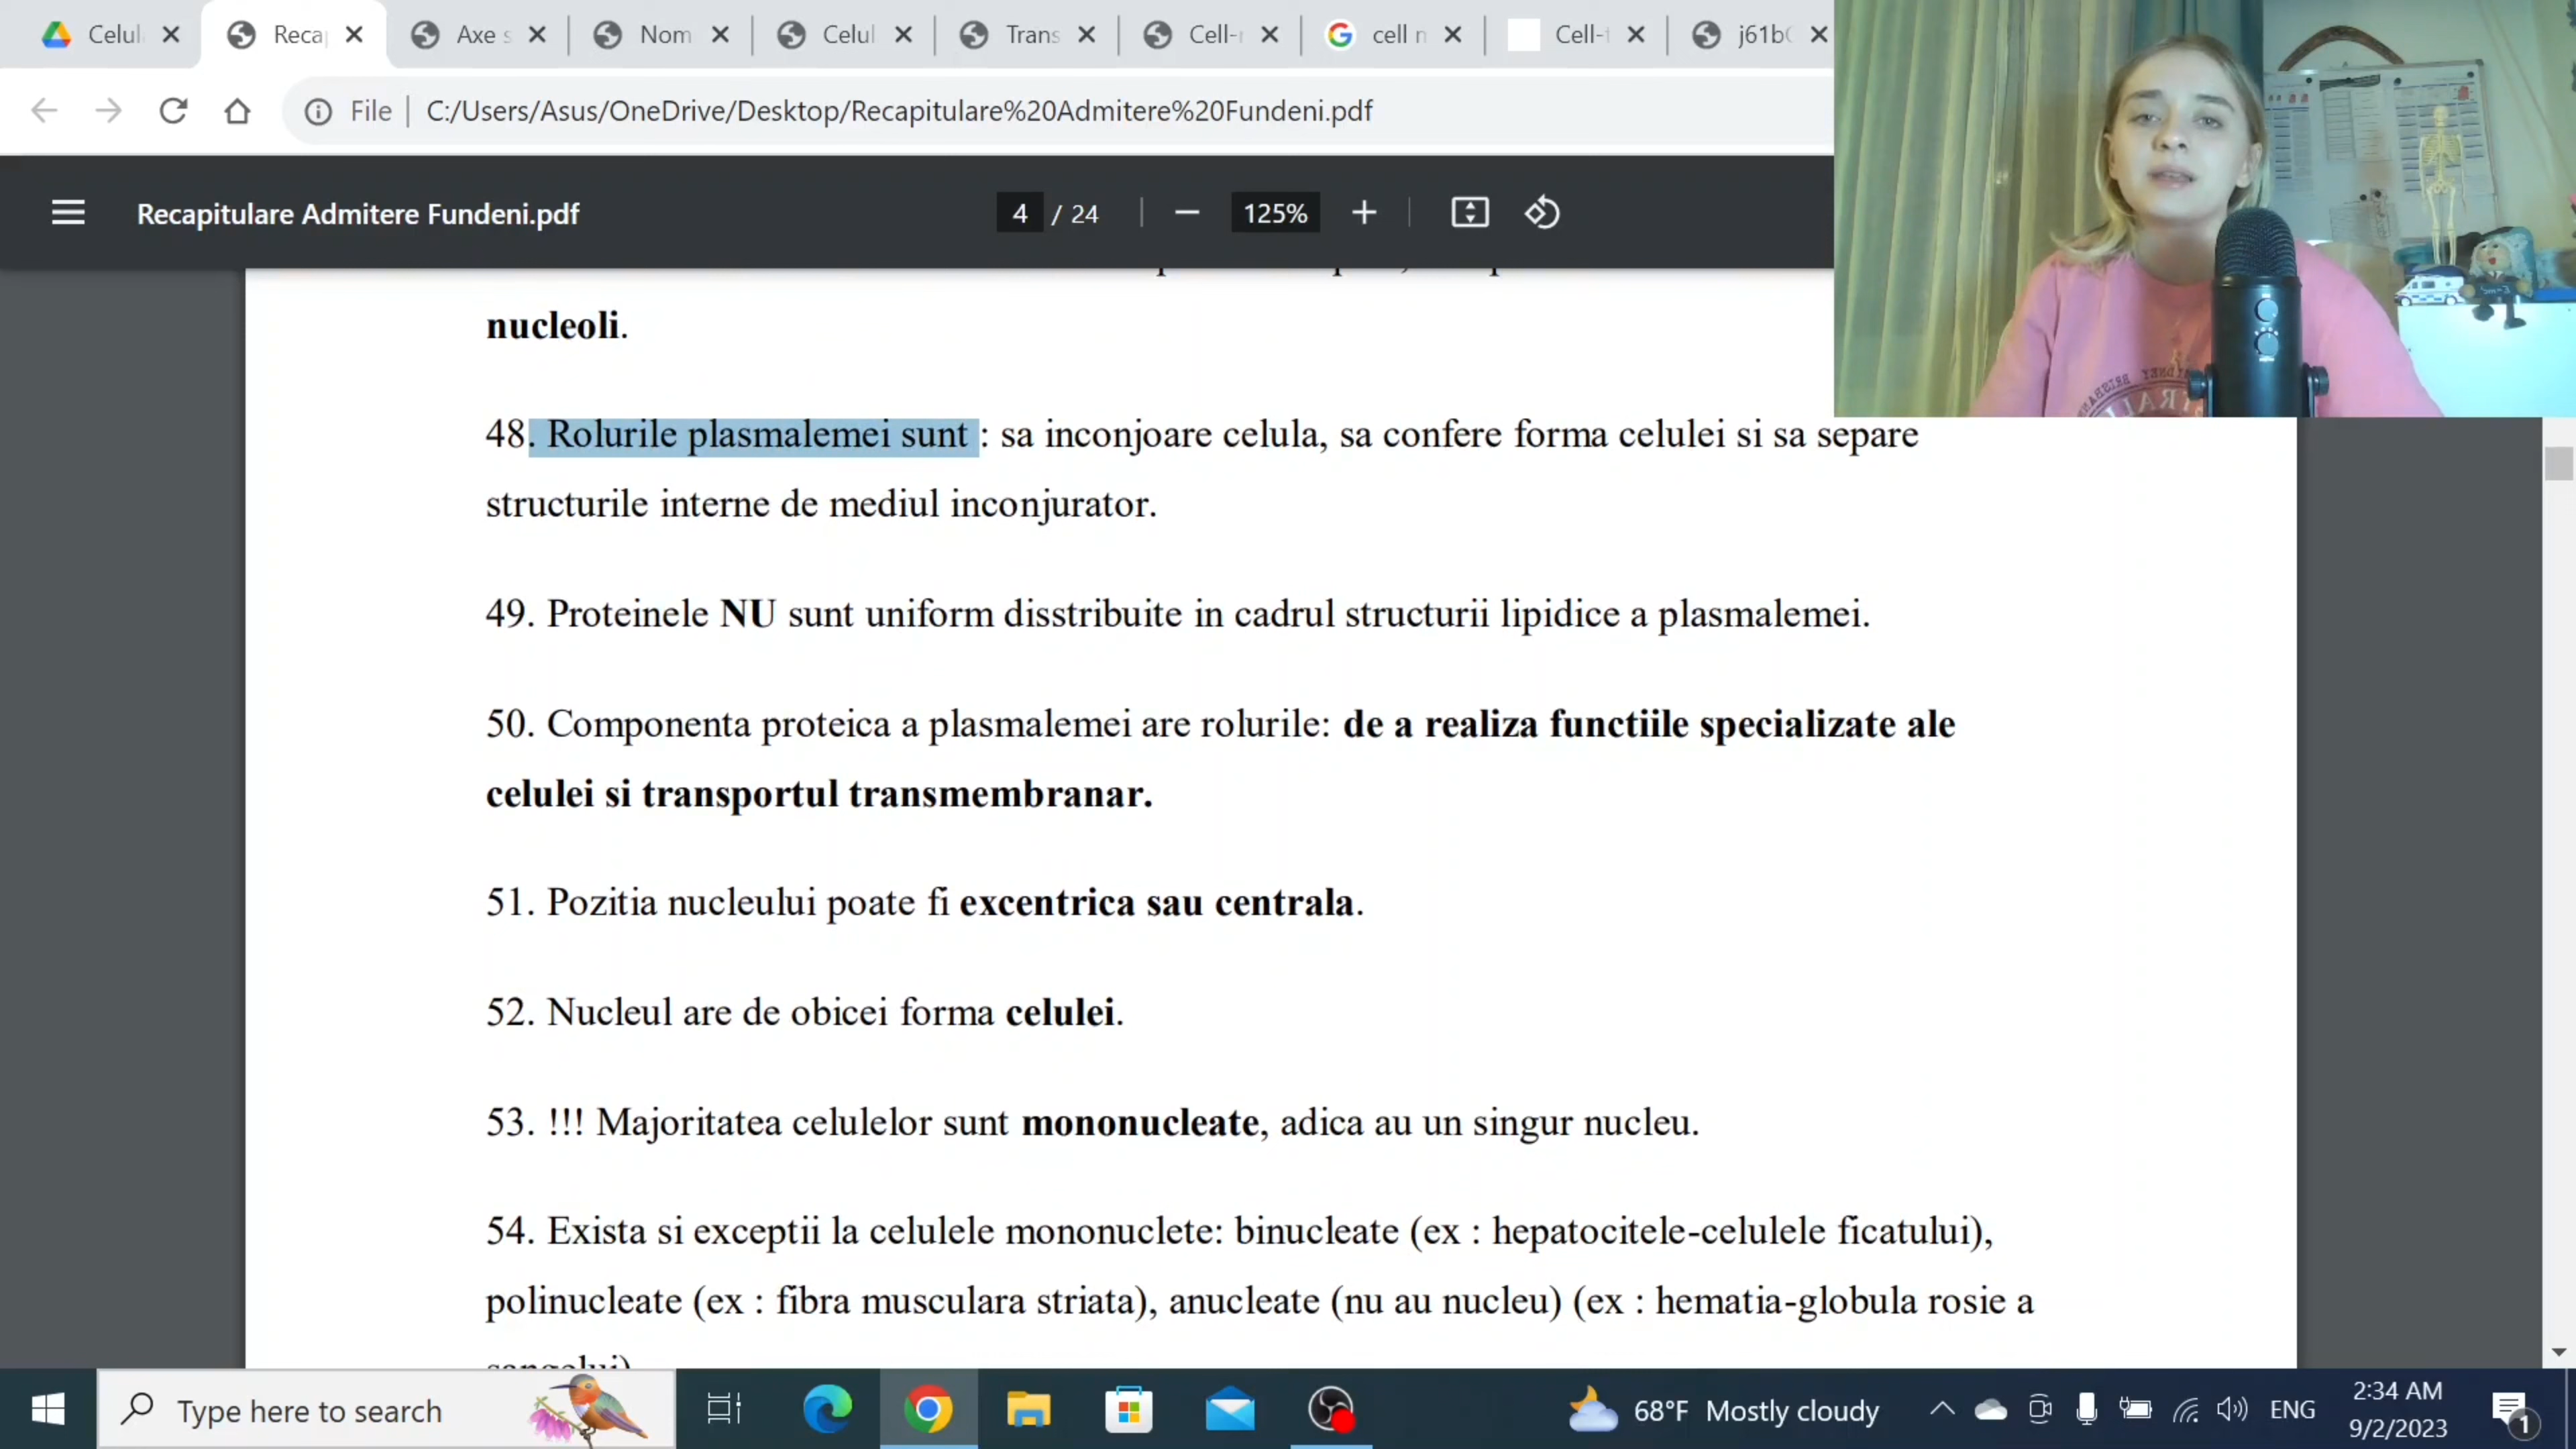 Celul
Reca
Axe s
Nom
Celul
Trans
Cell-
cell n
Cell-
j61b
File
C:/Users/Asus/OneDrive/Desktop/Recapitulare%20Admitere%20Fundeni.pdf
Recapitulare Admitere Fundeni.pdf
4 / 24
125%
nucleoli.
48. Rolurile plasmalemei sunt : sa inconjoare celula, sa confere forma celulei si sa separe
structurile interne de mediul inconjurator.
49. Proteinele NU sunt uniform disstribuite in cadrul structurii lipidice a plasmalemei.
50. Componenta proteica a plasmalemei are rolurile: de a realiza functiile specializate ale
celulei si transportul transmembranar.
51. Pozitia nucleului poate fi excentrica sau centrala.
52. Nucleul are de obicei forma celulei.
53. !!! Majoritatea celulelor sunt mononucleate, adica au un singur nucleu.
54. Exista si exceptii la celulele mononuclete: binucleate (ex : hepatocitele-celulele ficatului),
polinucleate (ex : fibra musculara striata), anucleate (nu au nucleu) (ex : hematia-globula rosie a
Type here to search
68°F Mostly cloudy
ENG
2:34 AM
9/2/2023
1